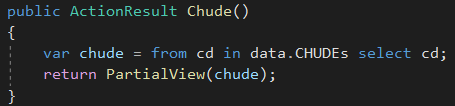 public ActionResult Chude()
{
var chude = from cd in data.CHUDEs select cd;
return PartialView(chude);
}